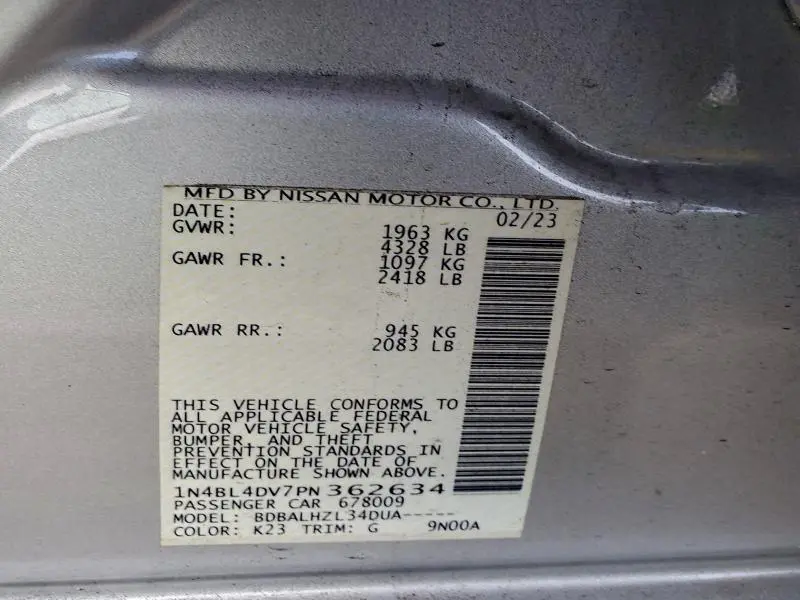 MFD BY NISSAN MOTOR CO., LTD.
DATE: 02/23
GVWR: 1963 KG
4328 LB
GAWR FR.: 1097 KG
2418 LB
GAWR RR.: 945 KG
2083 LB
THIS VEHICLE CONFORMS TO
ALL APPLICABLE FEDERAL
MOTOR VEHICLE SAFETY,
BUMPER, AND THEFT
PREVENTION STANDARDS IN
EFFECT ON THE DATE OF
MANUFACTURE SHOWN ABOVE.
1N4BL4DV7PN362634
PASSENGER CAR 678009
MODEL: BDBALHZL34DUA-----
COLOR: K23 TRIM: G 9N00A